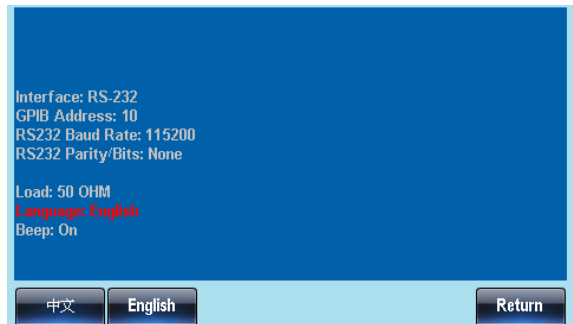 Interface: RS-232
GPIB Address: 10
RS232 Baud Rate: 115200
RS232 Parity/Bits: None
Load: 50 OHM
Language: English
Beep: On
中文 English Return